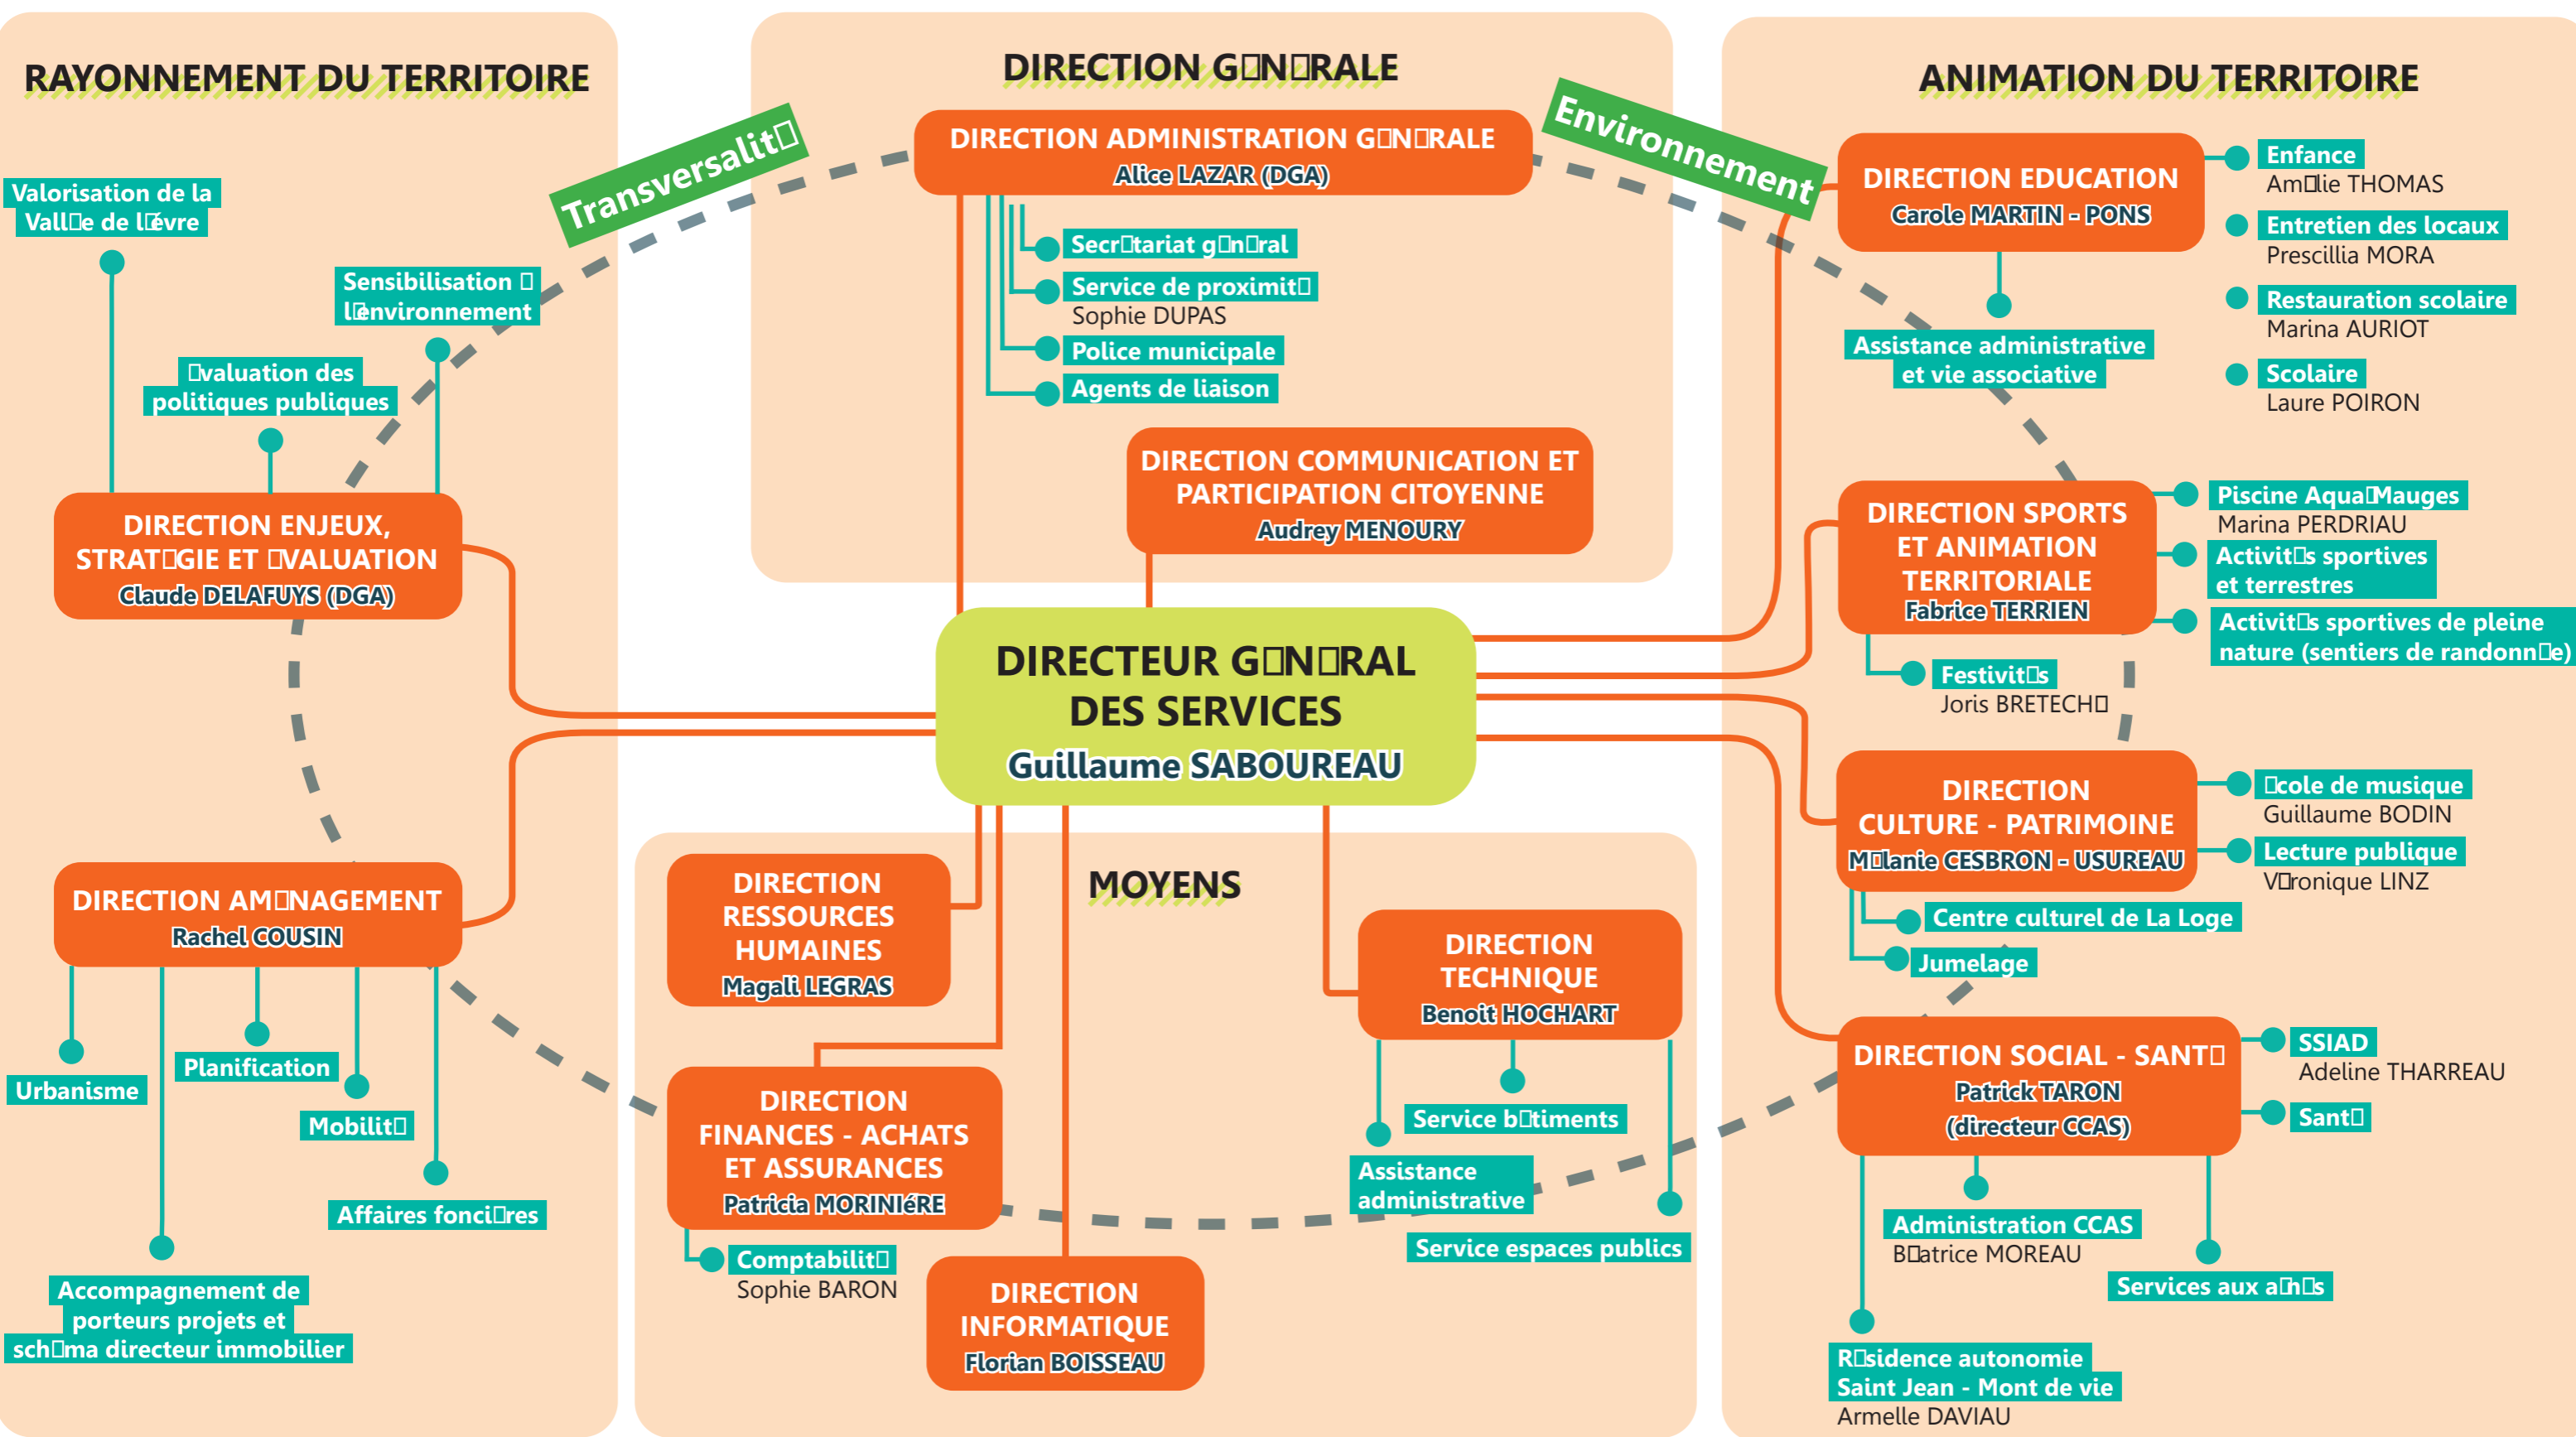 RAYONNEMENT DU TERRITOIRE
Valorisation de la
Vall□e de l□évre
Sensibilisation □
l□environnement
□valuation des
politiques publiques
DIRECTION ENJEUX,
STRAT□GIE ET □VALUATION
Claude DELAFUYS (DGA)
DIRECTION AM□NAGEMENT
Rachel COUSIN
Urbanisme
Planification
Mobilit□
Affaires fonci□res
Accompagnement de
porteurs projets et
sch□ma directeur immobilier
Transversalit□
DIRECTION G□N□RALE
DIRECTION ADMINISTRATION G□N□RALE
Alice LAZAR (DGA)
Secr□tariat g□n□ral
Service de proximit□
Sophie DUPAS
Police municipale
Agents de liaison
DIRECTION COMMUNICATION ET
PARTICIPATION CITOYENNE
Audrey MENOURY
DIRECTEUR G□N□RAL
DES SERVICES
Guillaume SABOUREAU
MOYENS
DIRECTION
RESSOURCES
HUMAINES
Magali LEGRAS
DIRECTION
FINANCES - ACHATS
ET ASSURANCES
Patricia MORINIéRE
Comptabilit□
Sophie BARON
DIRECTION
INFORMATIQUE
Florian BOISSEAU
DIRECTION
TECHNIQUE
Benoit HOCHART
Service b□timents
Assistance
administrative
Service espaces publics
Environnement
ANIMATION DU TERRITOIRE
DIRECTION EDUCATION
Carole MARTIN - PONS
Enfance
Am□lie THOMAS
Entretien des locaux
Prescillia MORA
Restauration scolaire
Marina AURIOT
Scolaire
Laure POIRON
Assistance administrative
et vie associative
DIRECTION SPORTS
ET ANIMATION
TERRITORIALE
Fabrice TERRIEN
Piscine Aqua□Mauges
Marina PERDRIAU
Activit□s sportives
et terrestres
Activit□s sportives de pleine
nature (sentiers de randonn□e)
Festivit□s
Joris BRETECH□
DIRECTION
CULTURE - PATRIMOINE
M□lanie CESBRON - USUREAU
□cole de musique
Guillaume BODIN
Lecture publique
V□ronique LINZ
Centre culturel de La Loge
Jumelage
DIRECTION SOCIAL - SANT□
Patrick TARON
(directeur CCAS)
SSIAD
Adeline THARREAU
Sant□
Administration CCAS
B□atrice MOREAU
Services aux a□n□s
R□sidence autonomie
Saint Jean - Mont de vie
Armelle DAVIAU